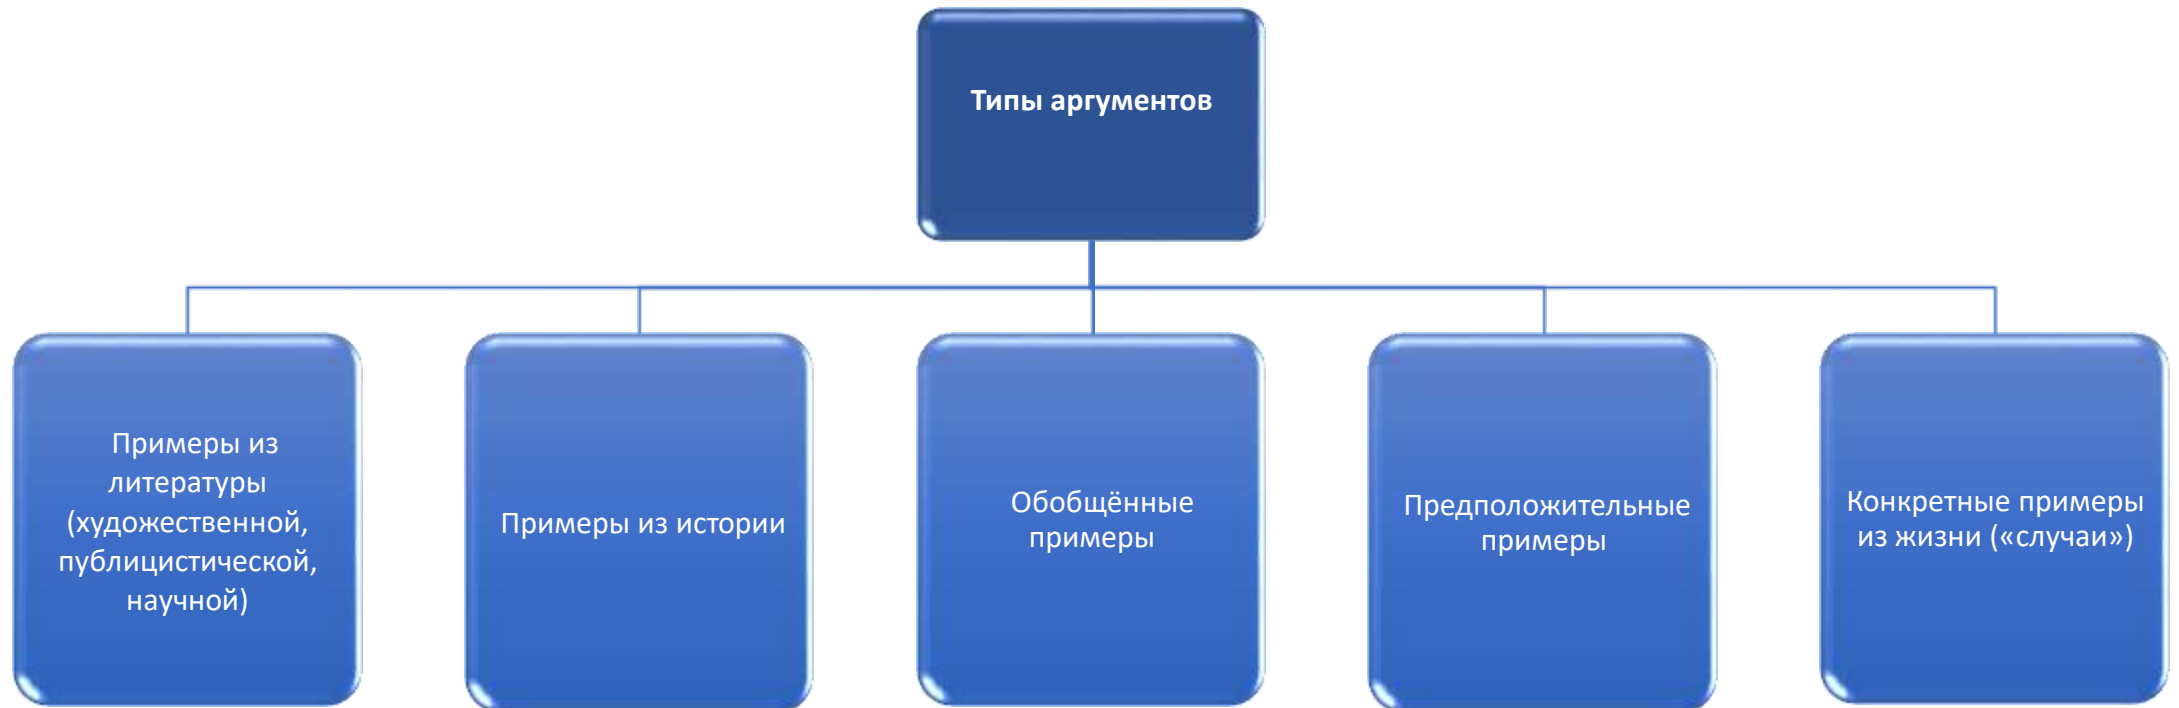 Типы аргументов
Примеры из
литературы
(художественной,
публицистической,
научной)
Примеры из истории
Обобщённые
примеры
Предположительные
примеры
Конкретные примеры
из жизни («случаи»)